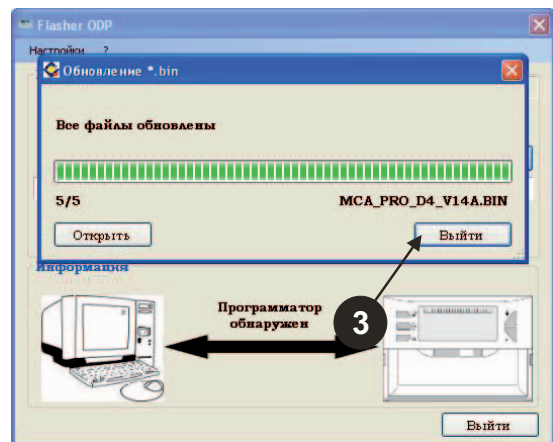 Flasher ODP
Настройки ?
Обновление *.bin
Все файлы обновлены
5/5 MCA_PRO_D4_V14A.BIN
Открыть Выйти
Информация
Программатор
обнаружен
3
Выйти